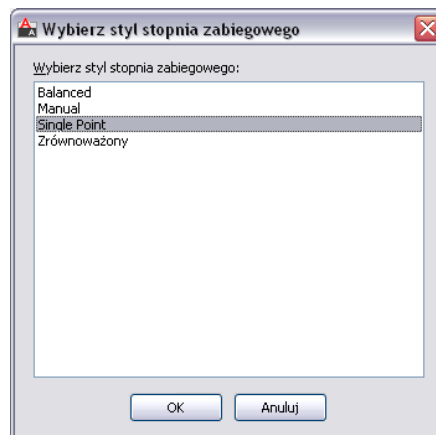 Wybierz styl stopnia zabiegowego
Wybierz styl stopnia zabiegowego:
Balanced
Manual
Single Point
Zrównoważony
OK
Anuluj